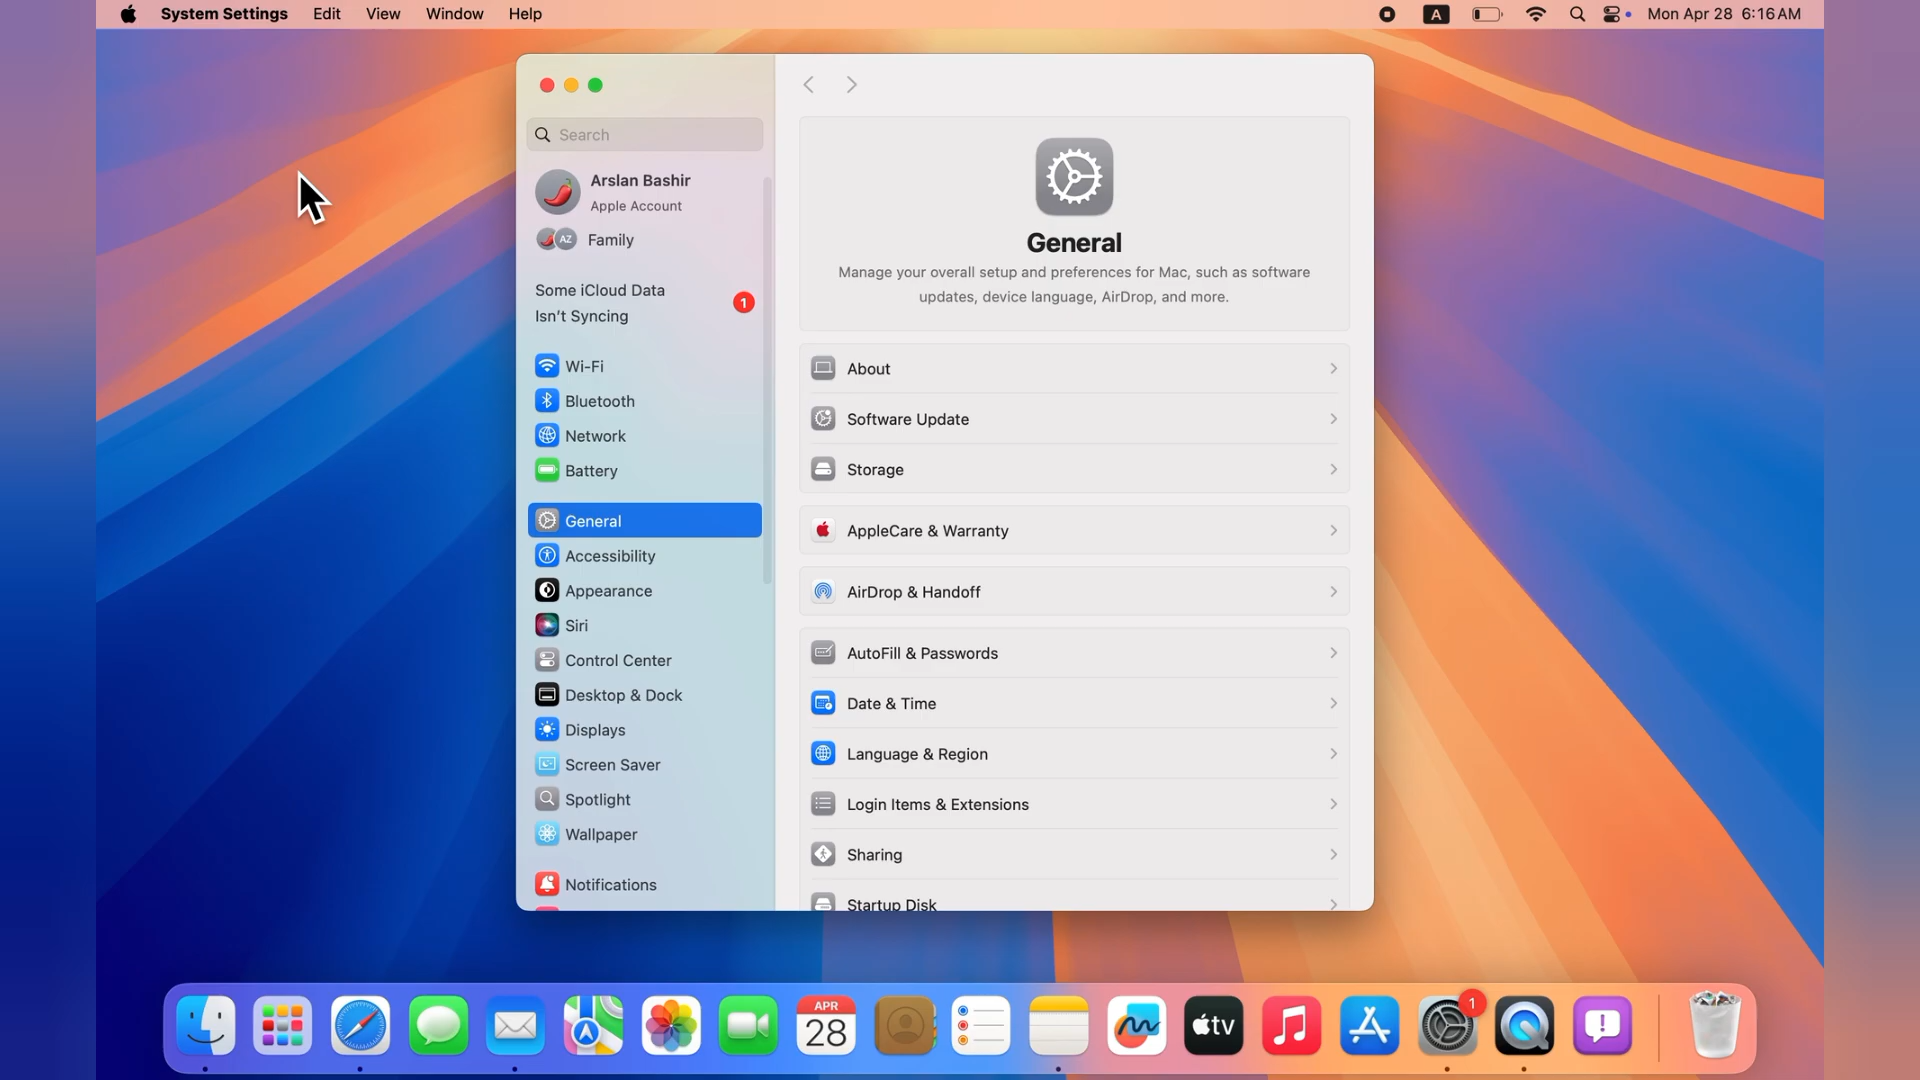 System Settings Edit View Window Help
A
Mon Apr 28 6:16 AM
Search
Arslan Bashir
Apple Account
AZ Family
Some iCloud Data
Isn't Syncing
1
Wi-Fi
Bluetooth
Network
Battery
General
Accessibility
Appearance
Siri
Control Center
Desktop & Dock
Displays
Screen Saver
Spotlight
Wallpaper
Notifications
General
Manage your overall setup and preferences for Mac, such as software
updates, device language, AirDrop, and more.
About
Software Update
Storage
AppleCare & Warranty
AirDrop & Handoff
AutoFill & Passwords
Date & Time
Language & Region
Login Items & Extensions
Sharing
Startup Disk
APR
28
tv
1